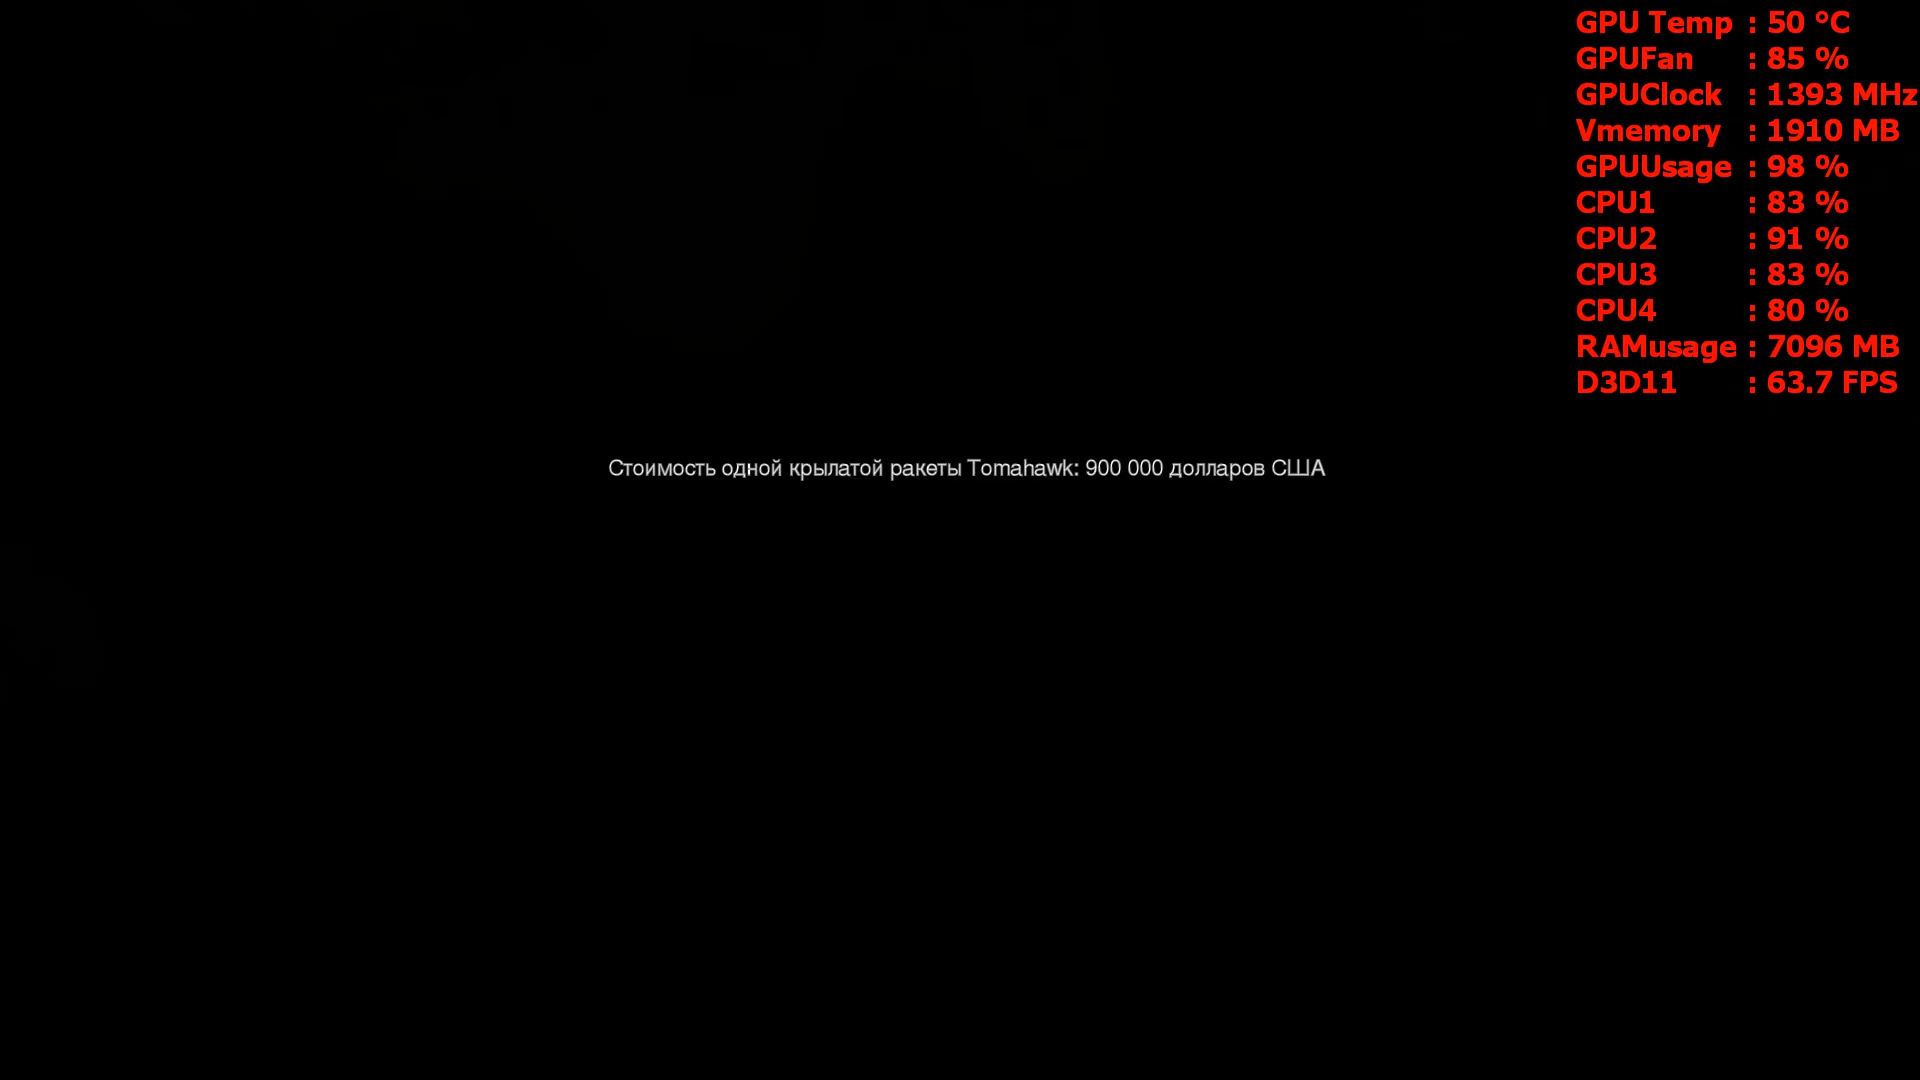 GPU Temp : 50 °C
GPUFan : 85 %
GPUClock : 1393 MHz
Vmemory : 1910 MB
GPUUsage : 98 %
CPU1 : 83 %
CPU2 : 91 %
CPU3 : 83 %
CPU4 : 80 %
RAMusage : 7096 MB
D3D11 : 63.7 FPS
Стоимость одной крылатой ракеты Tomahawk: 900 000 долларов США